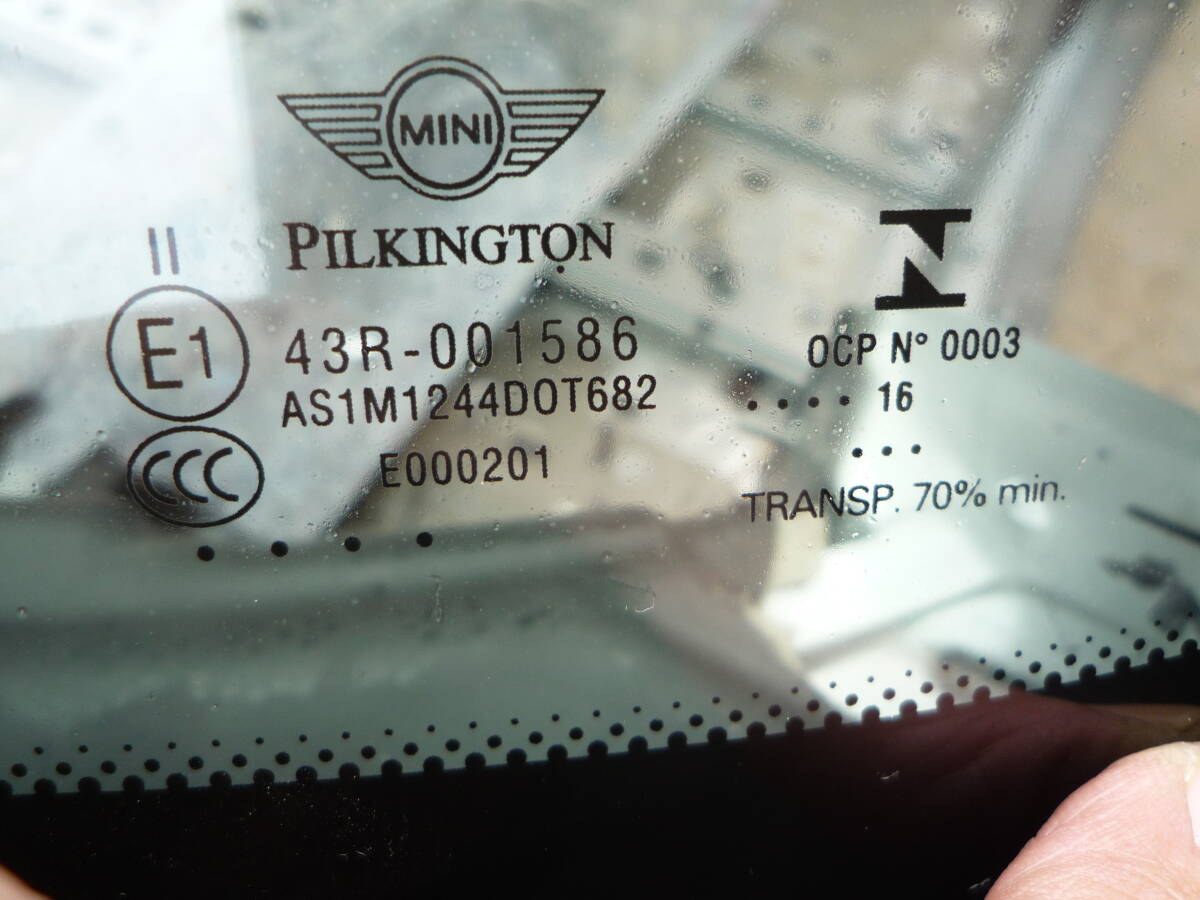 MINI
PILKINGTON
II
E1
43R-001586
AS1M1244DOT682
CCC
E000201
. . . .
N
OCP N° 0003
. . . . 16
. . .
TRANSP. 70% min.